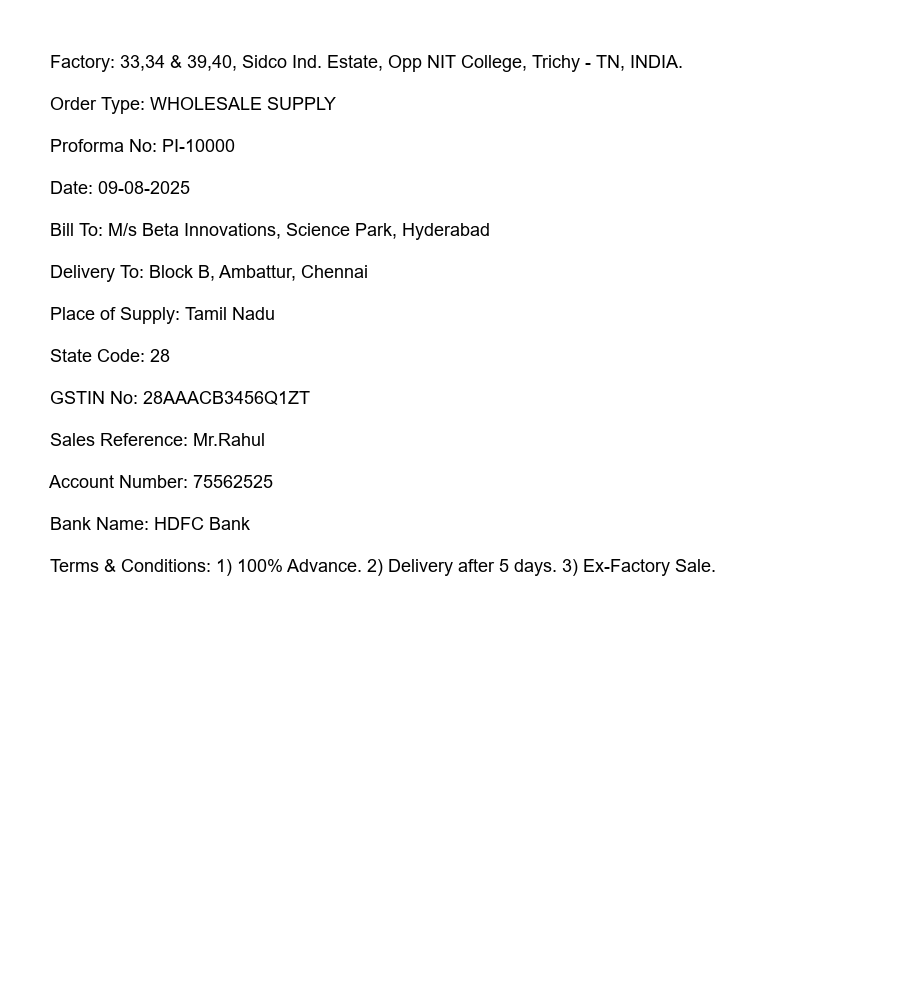 Factory: 33,34 & 39,40, Sidco Ind. Estate, Opp NIT College, Trichy - TN, INDIA.
Order Type: WHOLESALE SUPPLY
Proforma No: PI-10000
Date: 09-08-2025
Bill To: M/s Beta Innovations, Science Park, Hyderabad
Delivery To: Block B, Ambattur, Chennai
Place of Supply: Tamil Nadu
State Code: 28
GSTIN No: 28AAACB3456Q1ZT
Sales Reference: Mr.Rahul
Account Number: 75562525
Bank Name: HDFC Bank
Terms & Conditions: 1) 100% Advance. 2) Delivery after 5 days. 3) Ex-Factory Sale.